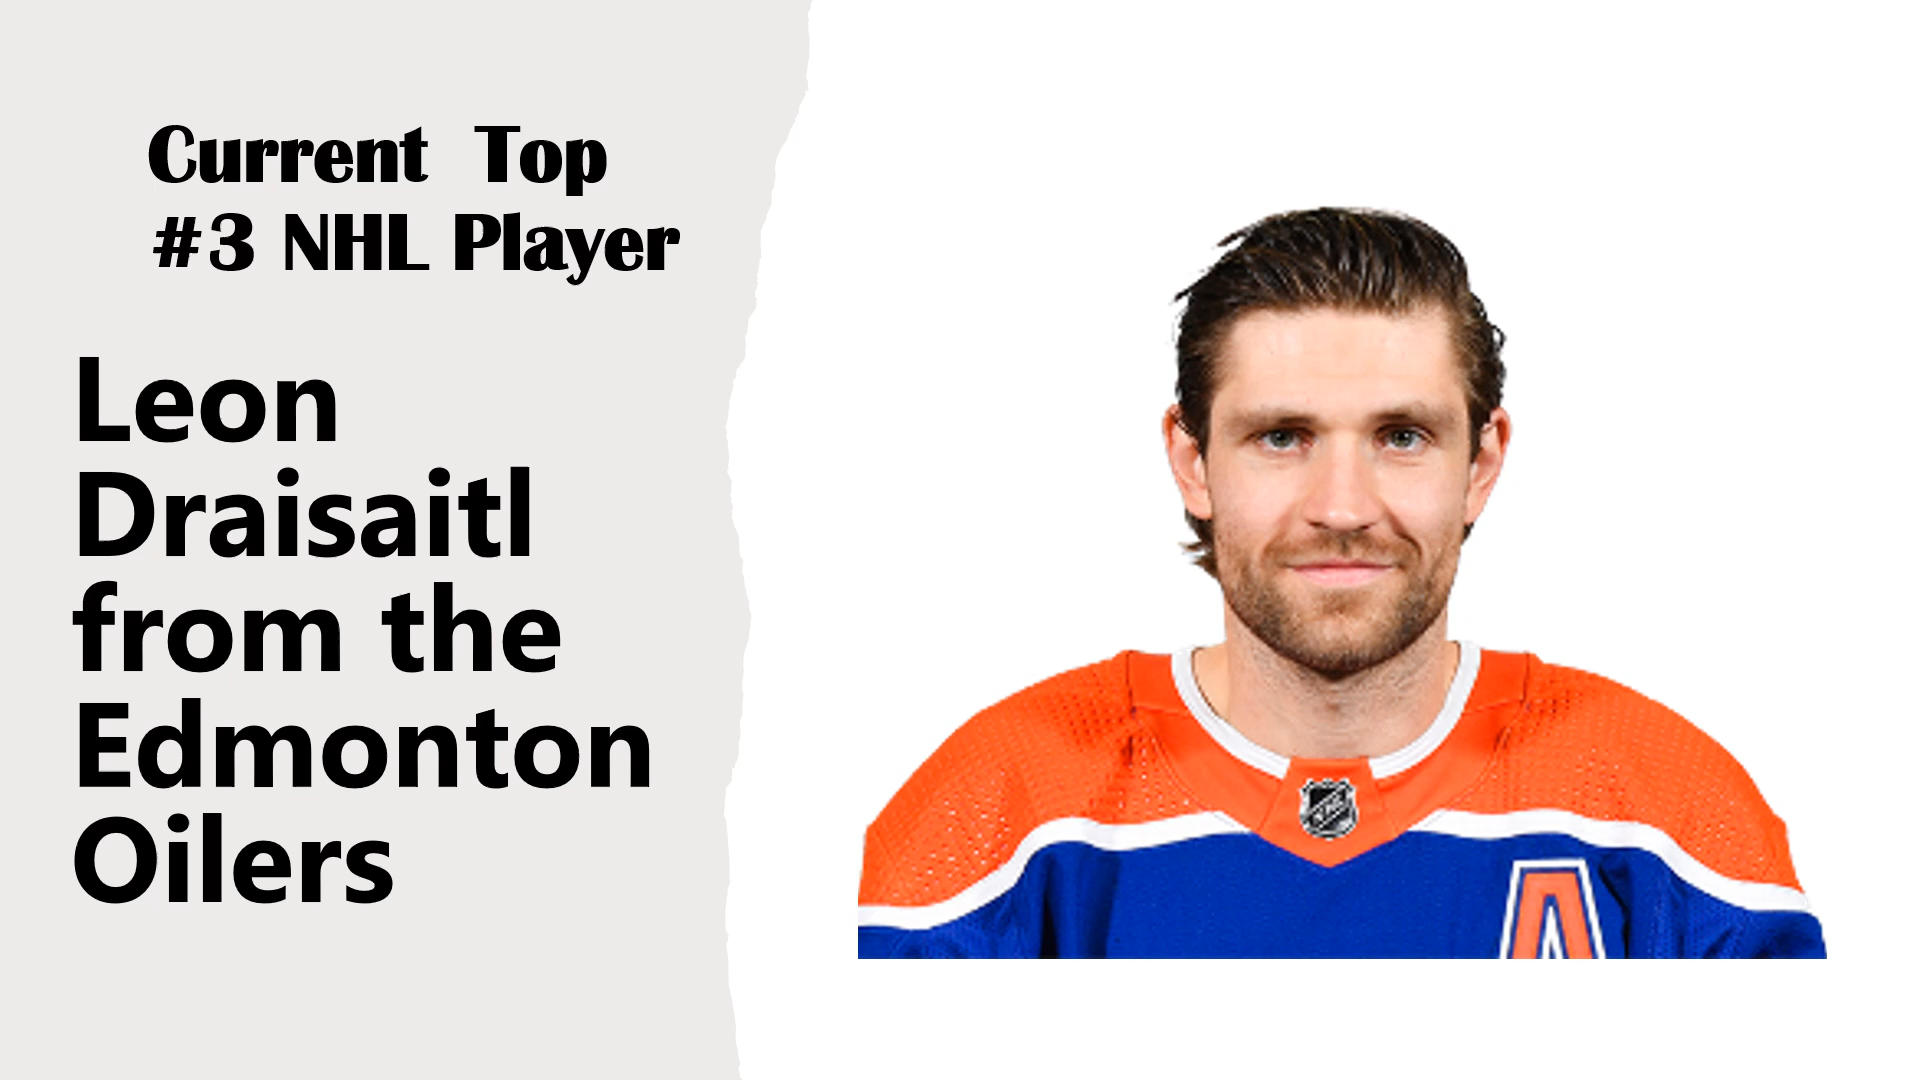 Current Top
#3 NHL Player
Leon
Draisaitl
from the
Edmonton
Oilers
A